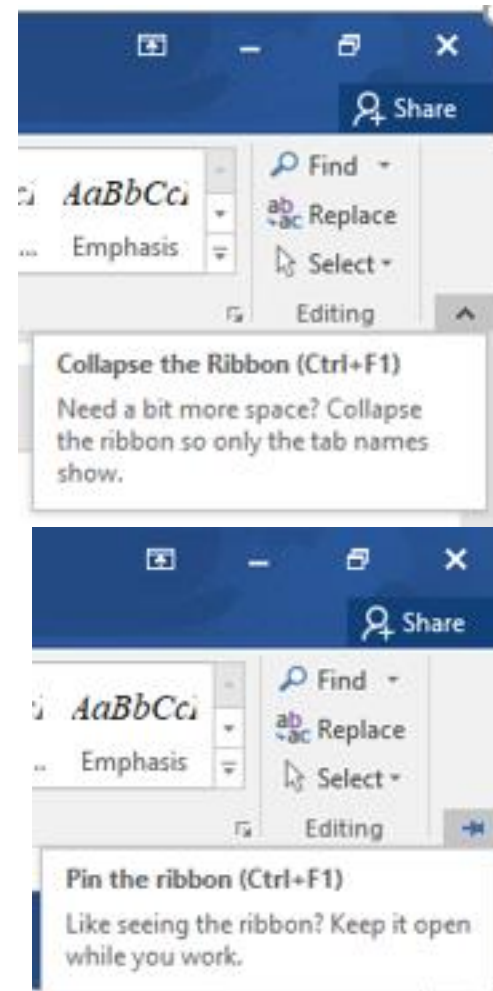 Share
Find
AaBbCcI
Replace
... Emphasis
Select
Editing
Collapse the Ribbon (Ctrl+F1)
Need a bit more space? Collapse
the ribbon so only the tab names
show.
Share
Find
AaBbCcI
Replace
.. Emphasis
Select
Editing
Pin the ribbon (Ctrl+F1)
Like seeing the ribbon? Keep it open
while you work.